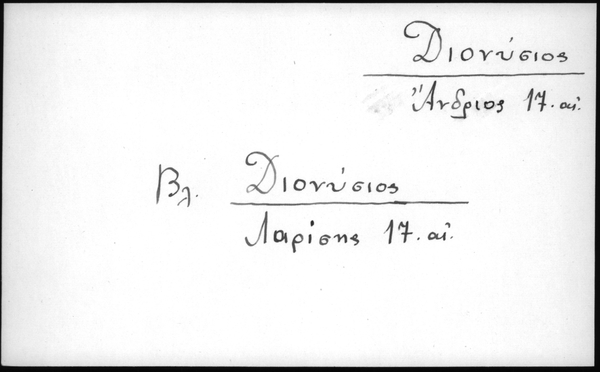 Διονύσιος
Ἄνδριος 17. αἰ.
Βλ. Διονύσιος
Λαρίσης 17. αἰ.